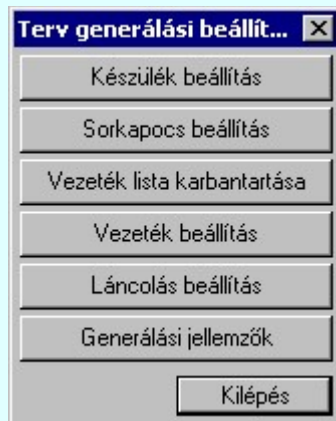 Terv generálási beállít...
Készülék beállítás
Sorkapocs beállítás
Vezeték lista karbantartása
Vezeték beállítás
Láncolás beállítás
Generálási jellemzők
Kilépés